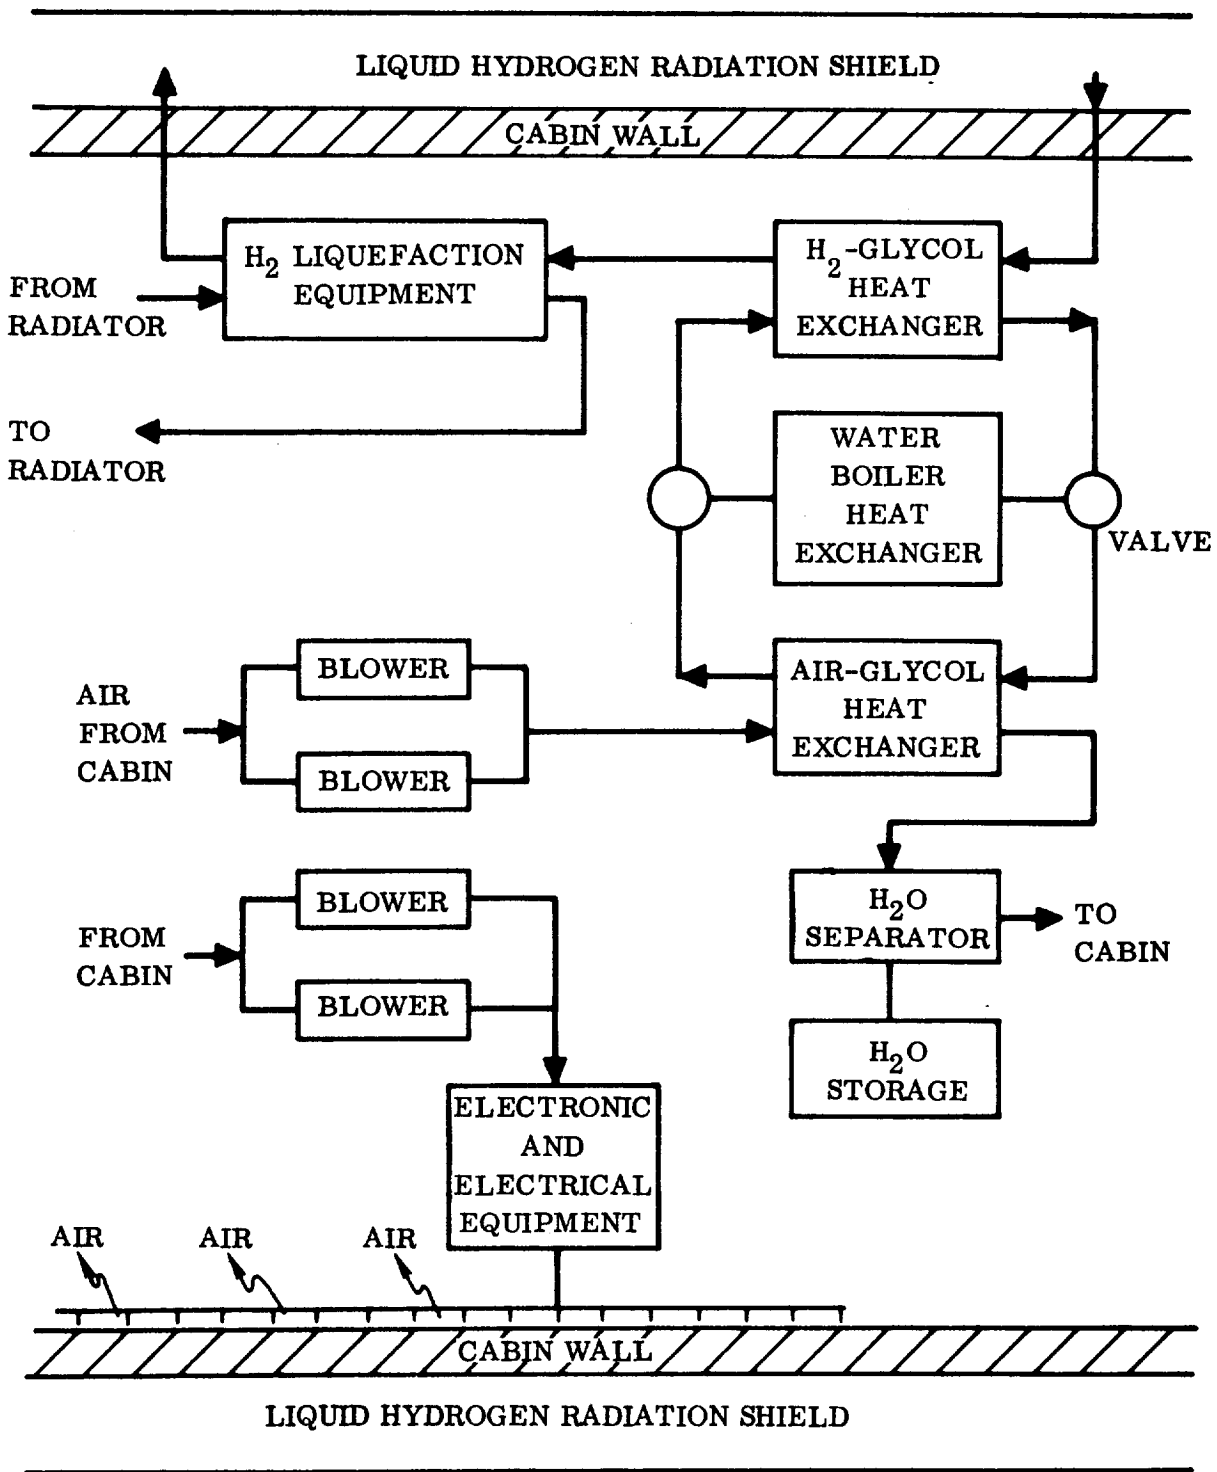 LIQUID HYDROGEN RADIATION SHIELD
CABIN WALL
H2 LIQUEFACTION
EQUIPMENT
H2-GLYCOL
HEAT
EXCHANGER
FROM
RADIATOR
TO
RADIATOR
WATER
BOILER
HEAT
EXCHANGER
VALVE
BLOWER
AIR
FROM
CABIN
BLOWER
AIR-GLYCOL
HEAT
EXCHANGER
BLOWER
FROM
CABIN
BLOWER
H2O
SEPARATOR
TO
CABIN
H2O
STORAGE
ELECTRONIC
AND
ELECTRICAL
EQUIPMENT
AIR
AIR
AIR
CABIN WALL
LIQUID HYDROGEN RADIATION SHIELD